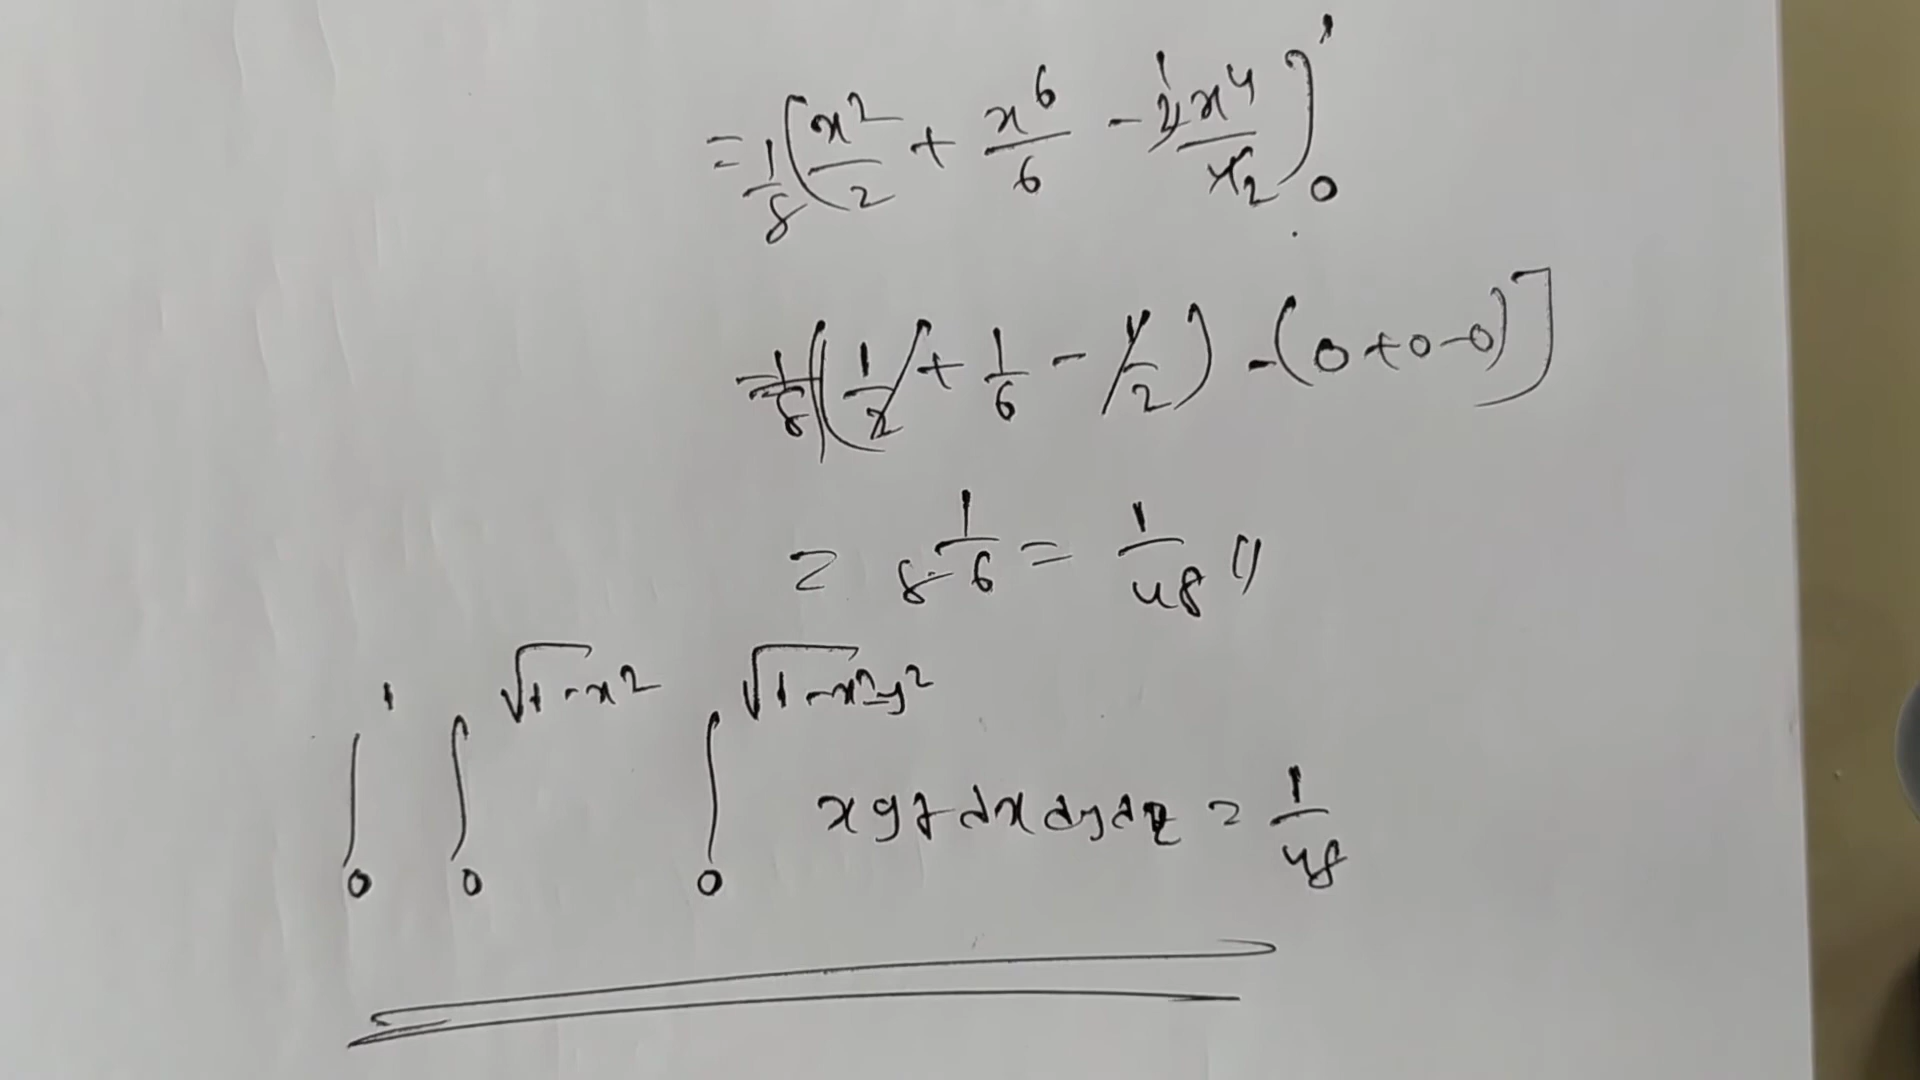 = 1/8 (x²/2 + x⁶/6 - 2x⁴/4 2)₀¹
= 1/8 [(1/2 + 1/6 - 1/2) - (0+0-0)]
= 1/8·6 = 1/48 //
∫₀¹ ∫₀^√1-x² ∫₀^√1-x²-y² xyz dx dy dz = 1/48